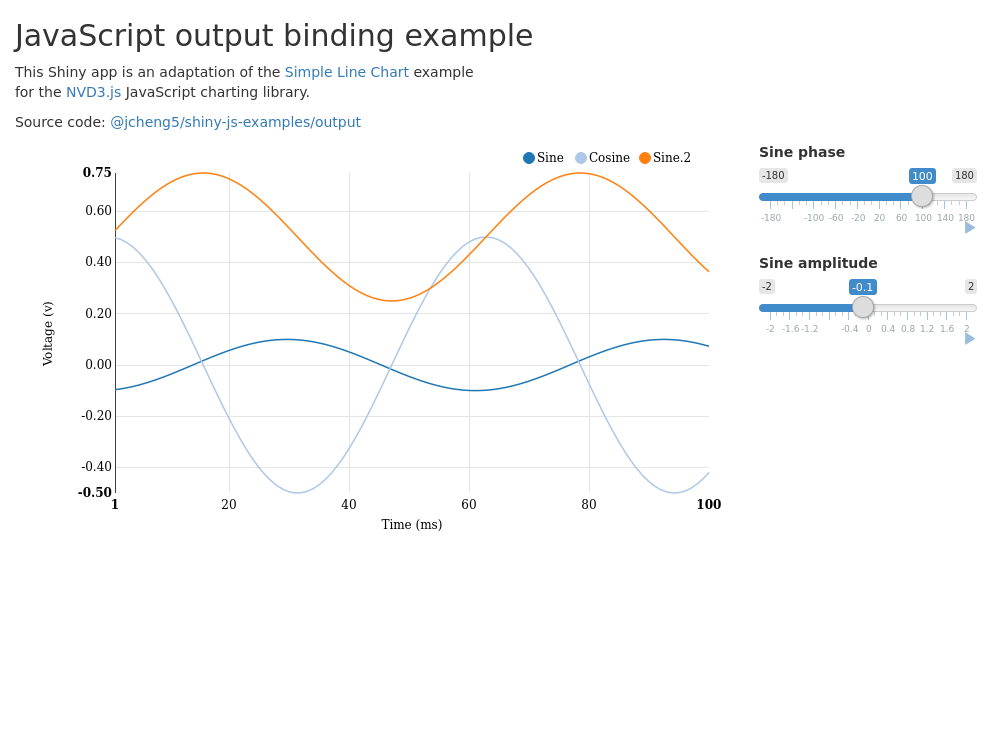 JavaScript output binding example
This Shiny app is an adaptation of the Simple Line Chart example
for the NVD3.js JavaScript charting library.
Source code: @jcheng5/shiny-js-examples/output
Sine Cosine Sine.2
0.75
0.60
0.40
0.20
0.00
-0.20
-0.40
-0.50
Voltage (v)
1 20 40 60 80 100
Time (ms)
Sine phase
-180 100 180
-180 -100 -60 -20 20 60 100 140 180
Sine amplitude
-2 -0.1 2
-2 -1.6 -1.2 -0.4 0 0.4 0.8 1.2 1.6 2